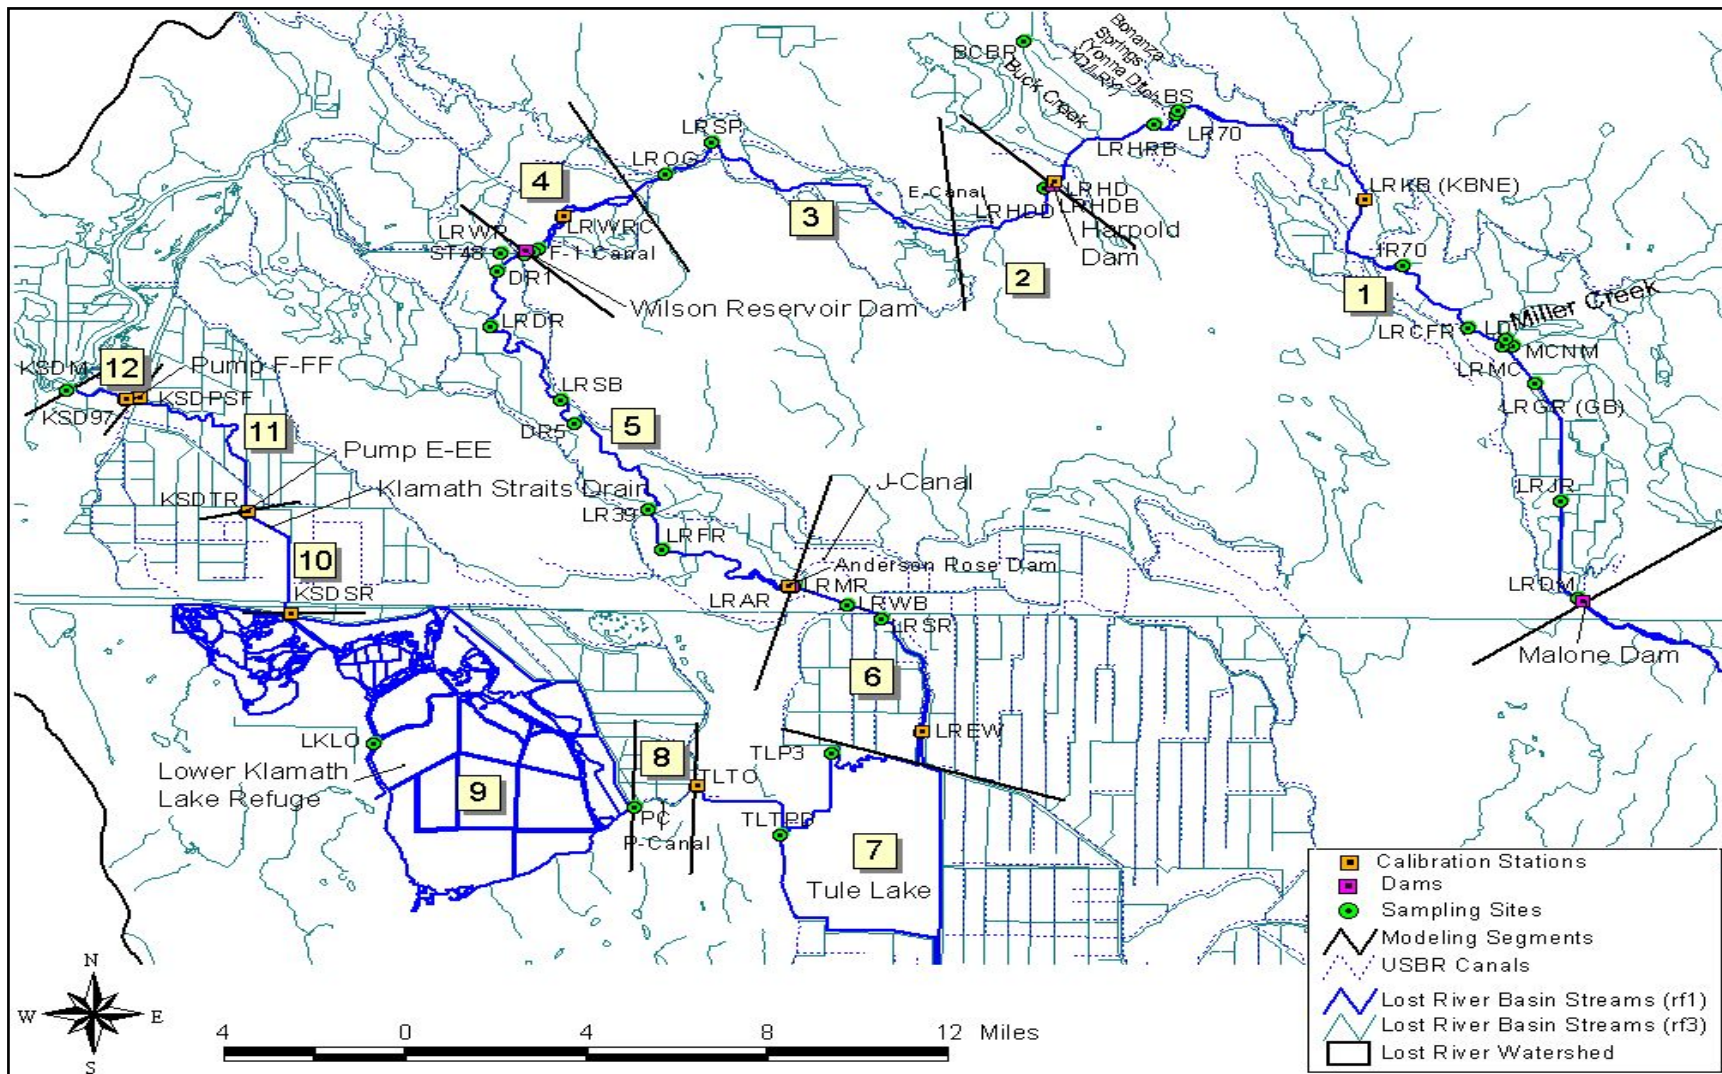 BCBR
Buck Creek
Bonanza
Springs
(Yonna Ditch
BS
LR70
LRHRB
LRSP
LROG
4
LRWRC
LRWP
ST48
F-1 Canal
DR1
Wilson Reservoir Dam
3
E-Canal
LRHD
LRHDB
LRHDD
Harpold
Dam
2
LRKB (KBNE)
IR70
1
Miller Creek
LRCFR
MCNM
LRMC
LRGR (GB)
LRJR
LRDM
Malone Dam
LRDR
LRSB
DR5
5
LR39
LRFR
J-Canal
Anderson Rose Dam
LRMR
LRAR
LRWB
LRSR
6
LREW
KSDM
12
Pump F-FF
KSDPSF
KSD97
11
Pump E-EE
KSDTR
Klamath Straits Drain
10
KSDSR
LKLO
Lower Klamath
Lake Refuge
9
8
TLTO
PC
P-Canal
TLP3
TLTPD
7
Tule Lake
Calibration Stations
Dams
Sampling Sites
Modeling Segments
USBR Canals
Lost River Basin Streams (rf1)
Lost River Basin Streams (rf3)
Lost River Watershed
N
W
E
S
4 0 4 8 12 Miles